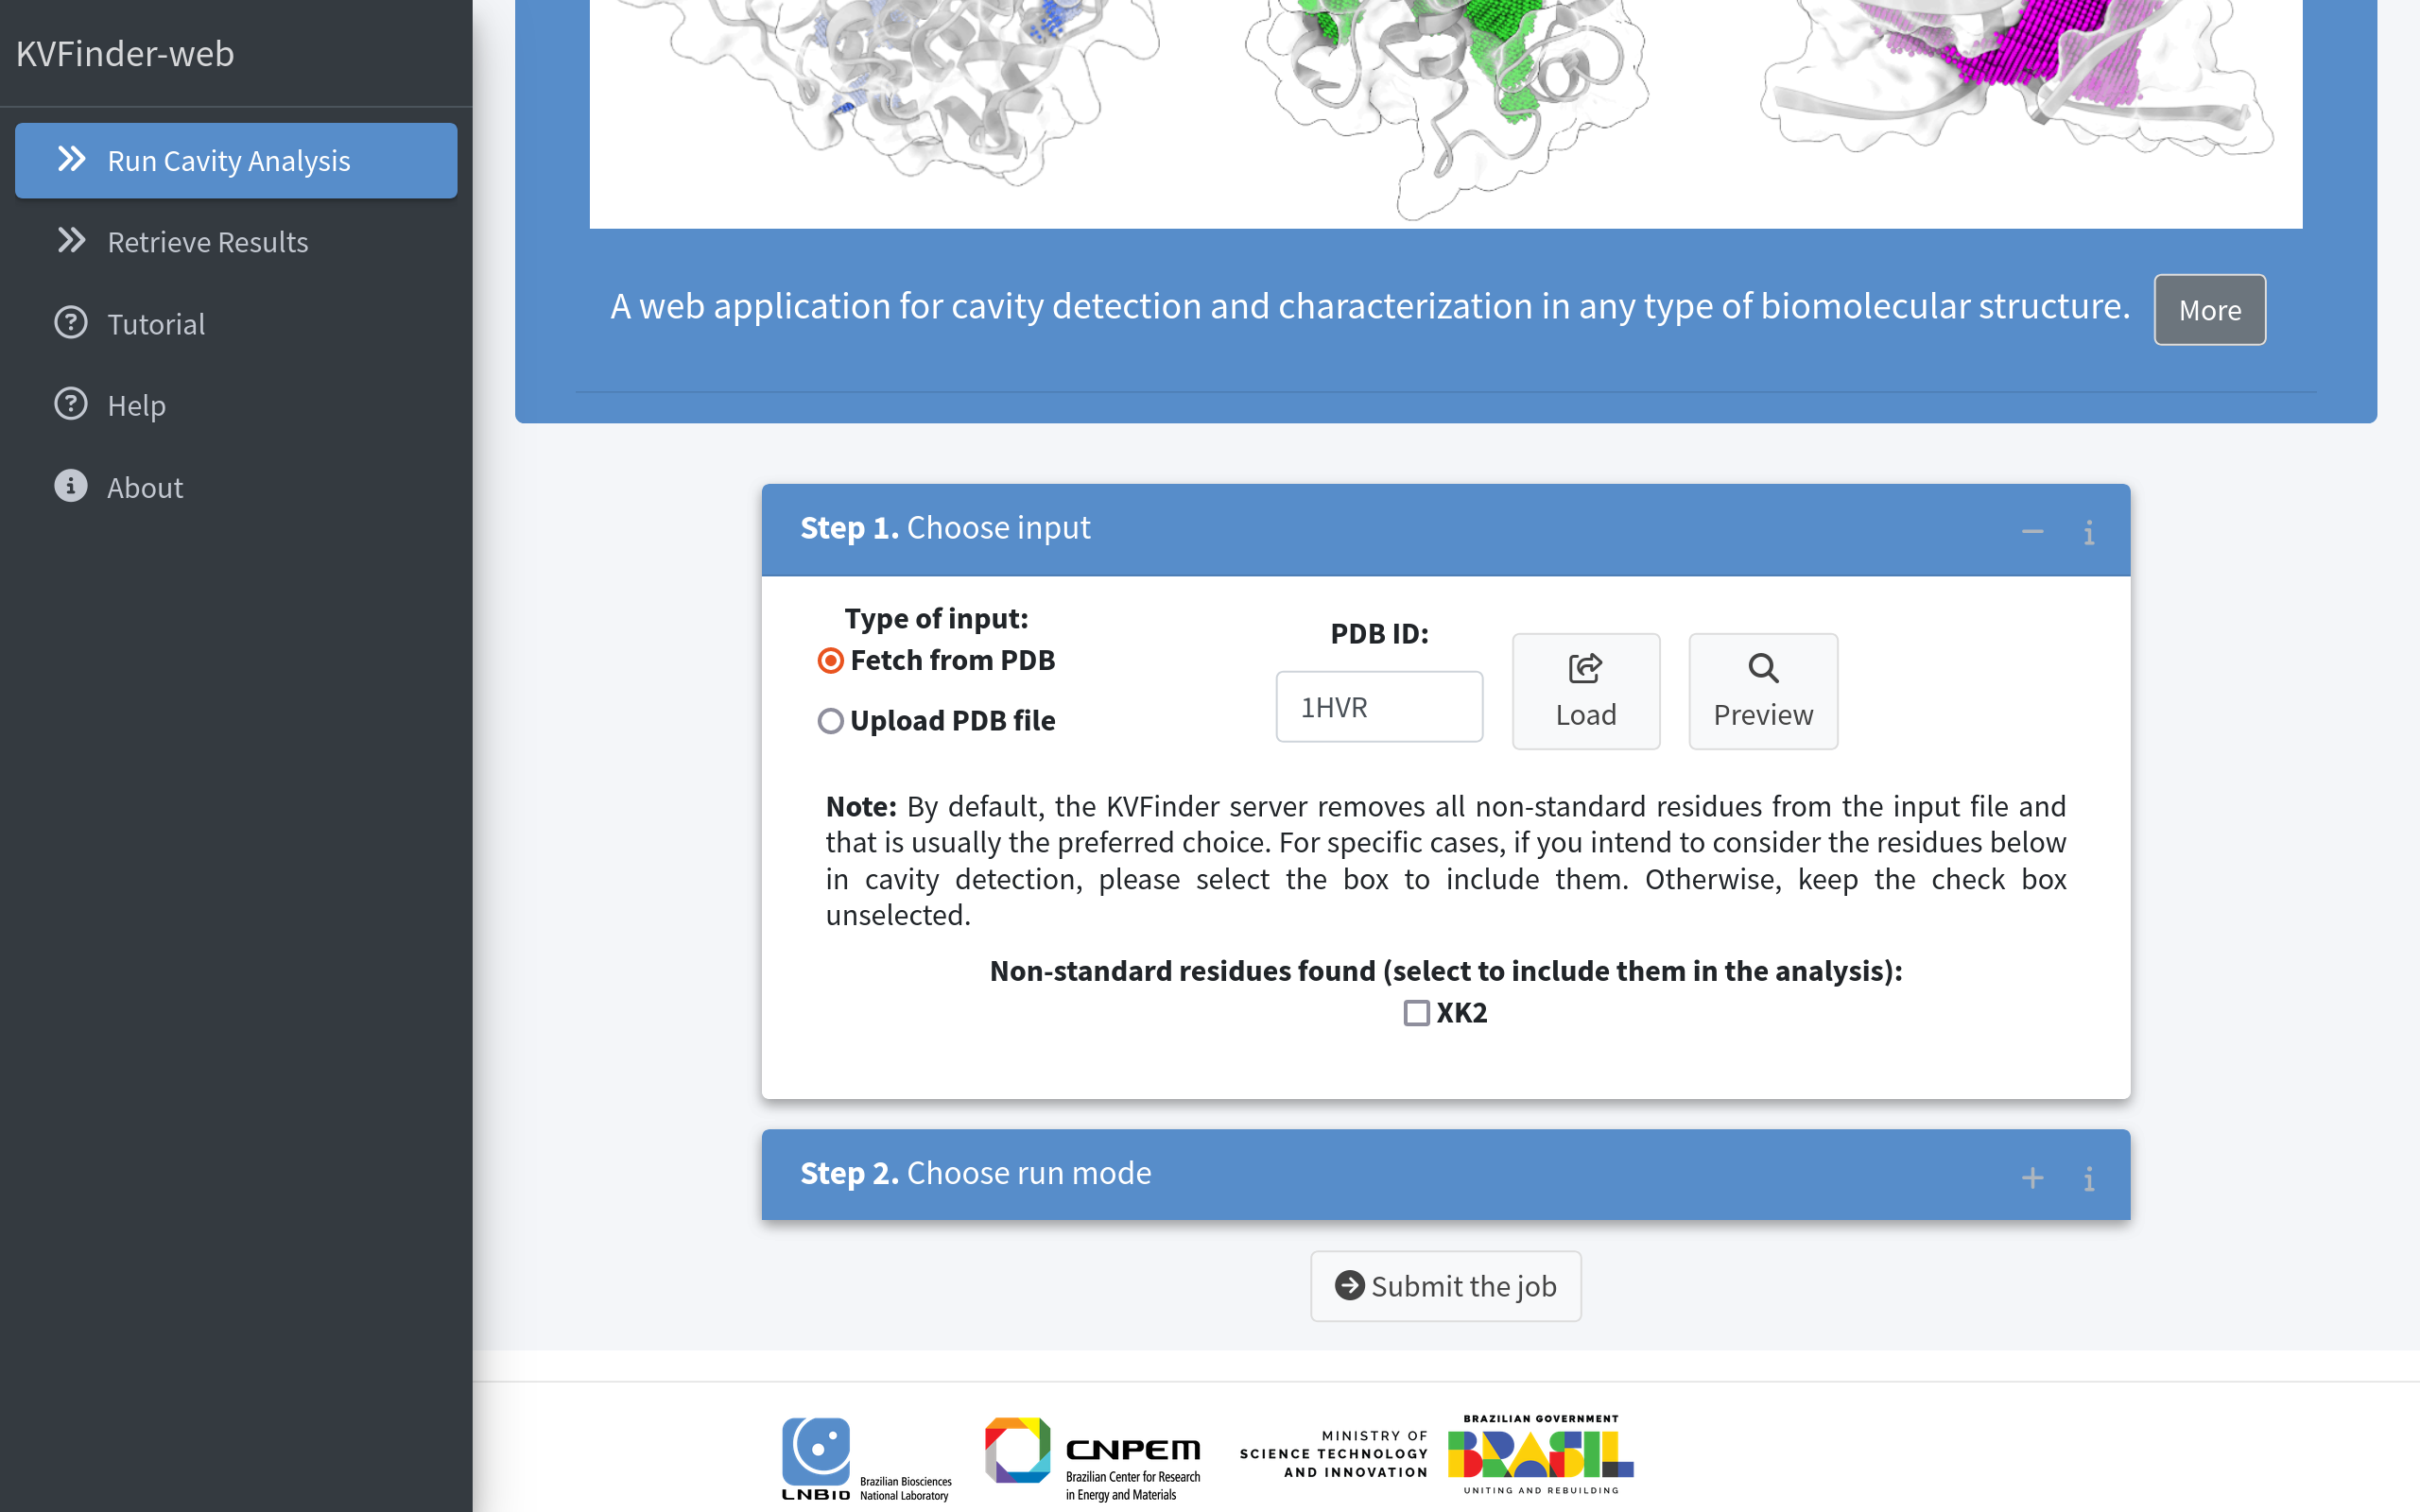 KVFinder-web
Run Cavity Analysis
Retrieve Results
Tutorial
Help
About
A web application for cavity detection and characterization in any type of biomolecular structure.
More
Step 1. Choose input
Type of input:
Fetch from PDB
Upload PDB file
PDB ID:
1HVR
Load
Preview
Note: By default, the KVFinder server removes all non-standard residues from the input file and
that is usually the preferred choice. For specific cases, if you intend to consider the residues below
in cavity detection, please select the box to include them. Otherwise, keep the check box
unselected.
Non-standard residues found (select to include them in the analysis):
XK2
Step 2. Choose run mode
Submit the job
LNBio
Brazilian Biosciences
National Laboratory
CNPEM
Brazilian Center for Research
in Energy and Materials
MINISTRY OF
SCIENCE TECHNOLOGY
AND INNOVATION
BRAZILIAN GOVERNMENT
BRASIL
UNITING AND REBUILDING